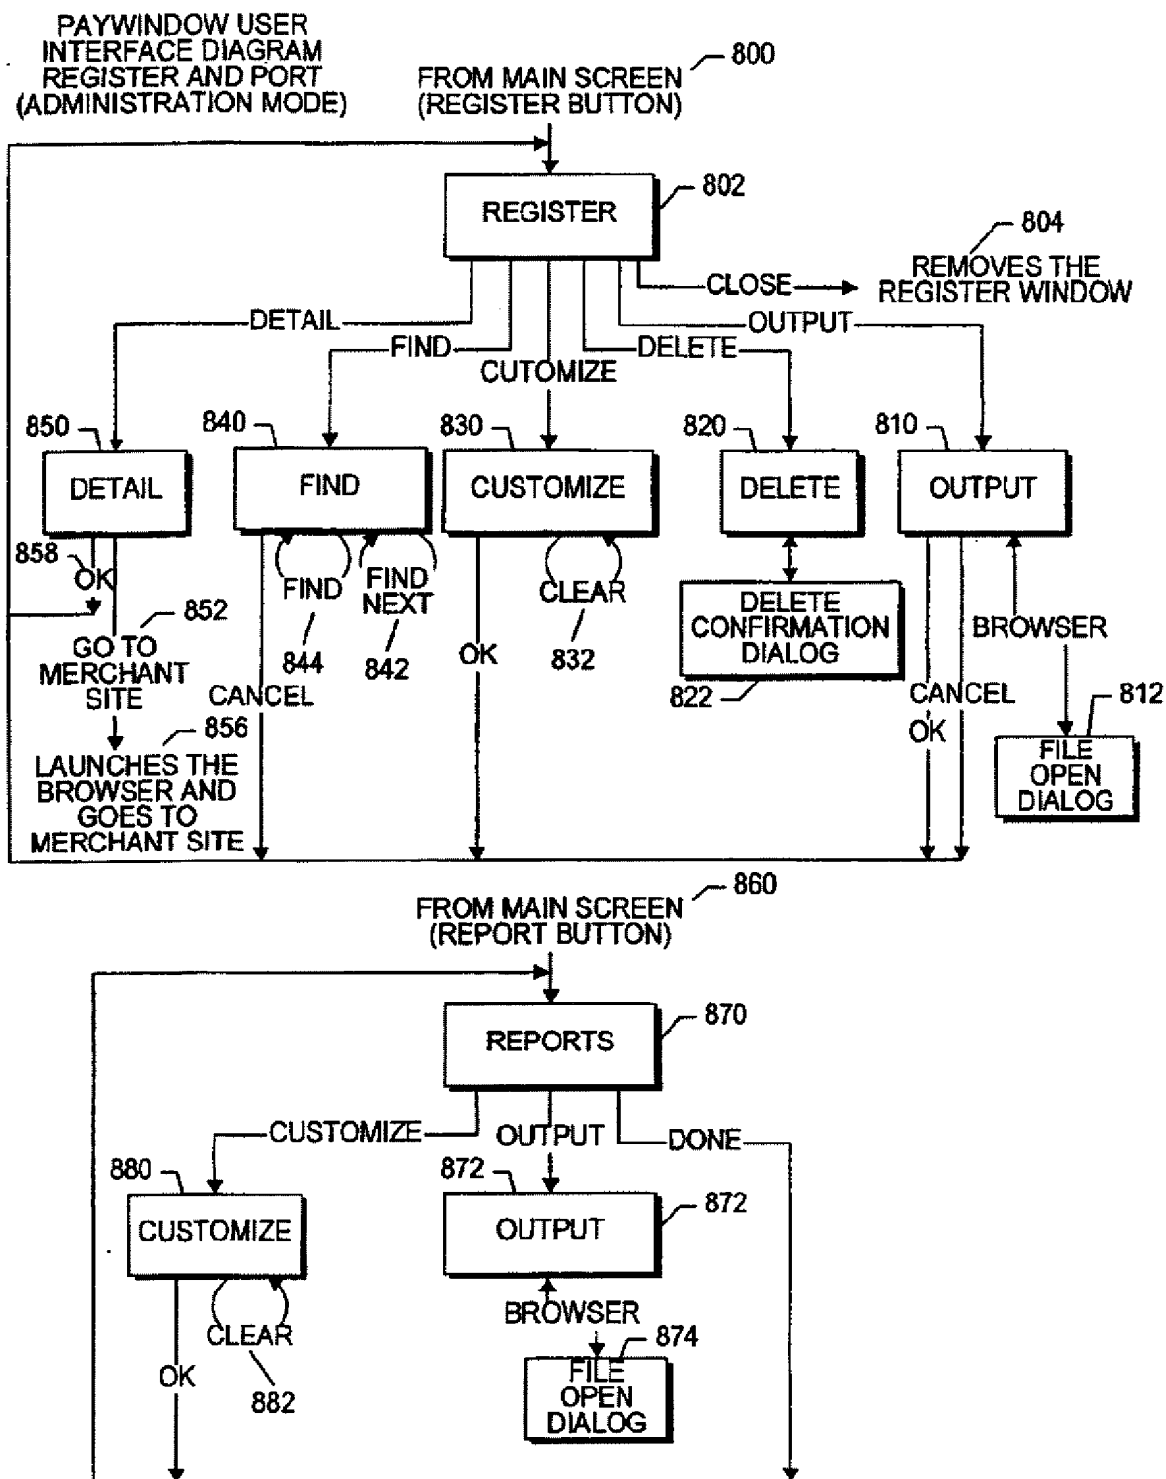 PAYWINDOW USER
INTERFACE DIAGRAM
REGISTER AND PORT
(ADMINISTRATION MODE)
800
FROM MAIN SCREEN
(REGISTER BUTTON)
802
REGISTER
804
REMOVES THE
REGISTER WINDOW
CLOSE
DETAIL
OUTPUT
FIND
DELETE
CUTOMIZE
850
840
830
820
810
DETAIL
FIND
CUSTOMIZE
DELETE
OUTPUT
858
OK
FIND
FIND
NEXT
CLEAR
DELETE
CONFIRMATION
DIALOG
BROWSER
852
GO TO
MERCHANT
SITE
844
842
OK
832
822
CANCEL
CANCEL
OK
812
FILE
OPEN
DIALOG
856
LAUNCHES THE
BROWSER AND
GOES TO
MERCHANT SITE
860
FROM MAIN SCREEN
(REPORT BUTTON)
870
REPORTS
CUSTOMIZE
OUTPUT
DONE
880
872
872
CUSTOMIZE
OUTPUT
BROWSER
CLEAR
874
FILE
OPEN
DIALOG
OK
882